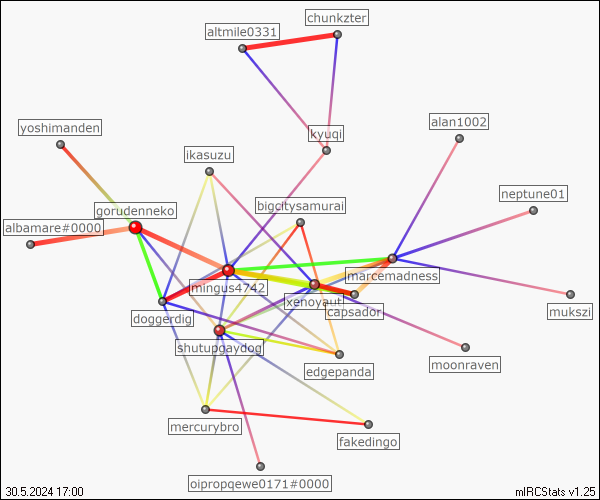 chunkzter
altmile0331
alan1002
yoshimanden
kyuqi
ikasuzu
neptune01
bigcitysamurai
gorudenneko
albamare#0000
marcemadness
mingus4742
xenoyaut
capsador
mukszi
doggerdig
shutupgaydog
moonraven
edgepanda
mercurybro
fakedingo
oipropqewe0171#0000
30.5.2024 17:00
mIRCStats v1.25